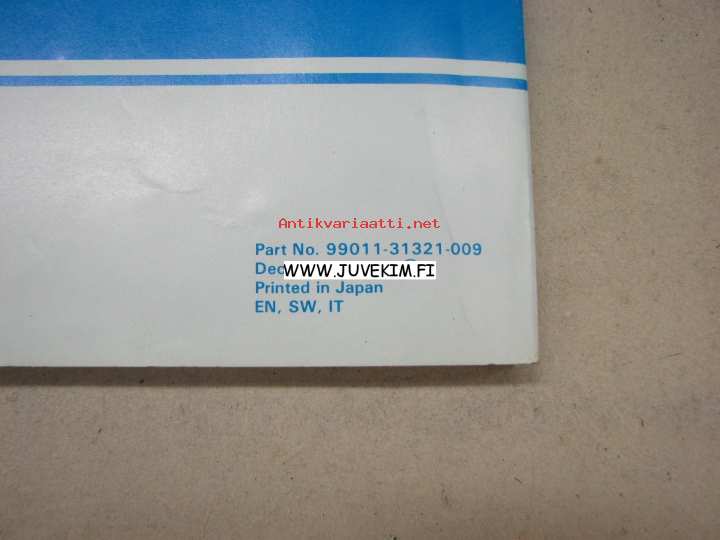 Antikvariaatti.net
Part No. 99011-31321-009
WWW.JUVEKIM.FI
Printed in Japan
EN, SW, IT